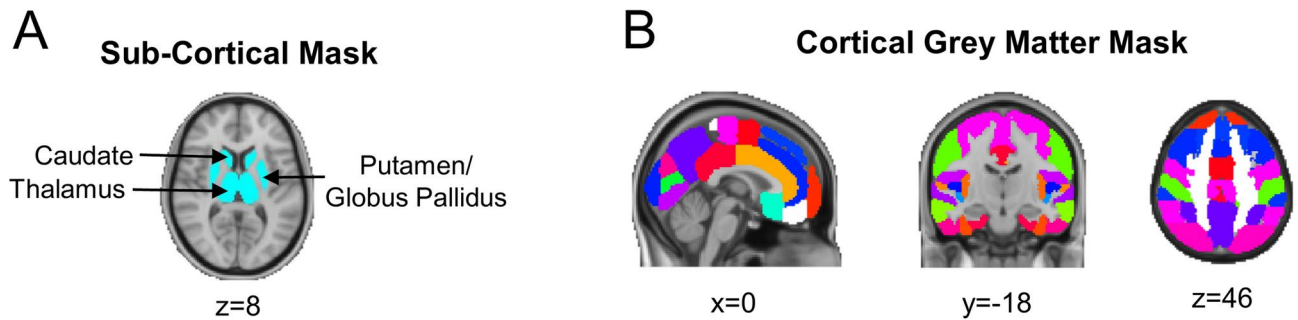 A
Sub-Cortical Mask
Caudate
Thalamus
Putamen/
Globus Pallidus
z=8
B
Cortical Grey Matter Mask
x=0
y=-18
z=46